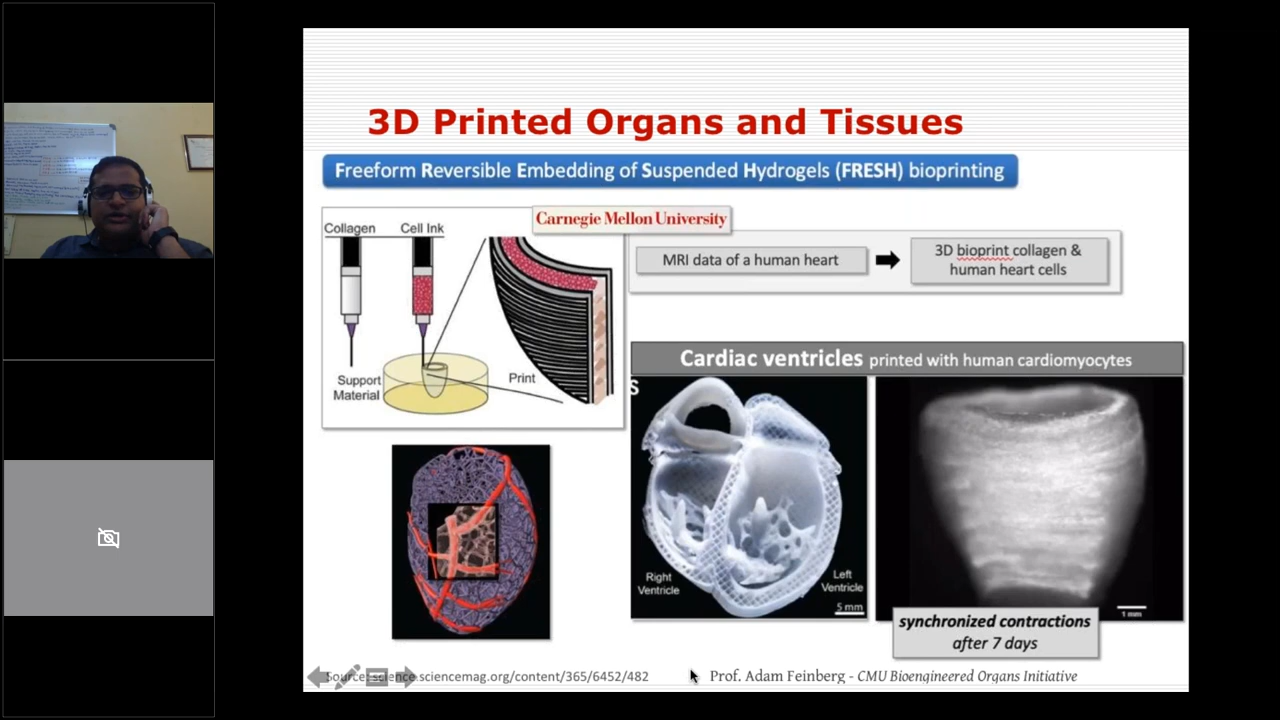 3D Printed Organs and Tissues
Freeform Reversible Embedding of Suspended Hydrogels (FRESH) bioprinting
Carnegie Mellon University
Collagen
Cell Ink
Support
Material
Print
MRI data of a human heart
3D bioprint collagen &
human heart cells
Cardiac ventricles printed with human cardiomyocytes
S
Right
Ventricle
Left
Ventricle
5 mm
1 mm
synchronized contractions
after 7 days
Source: science.sciencemag.org/content/365/6452/482
Prof. Adam Feinberg - CMU Bioengineered Organs Initiative